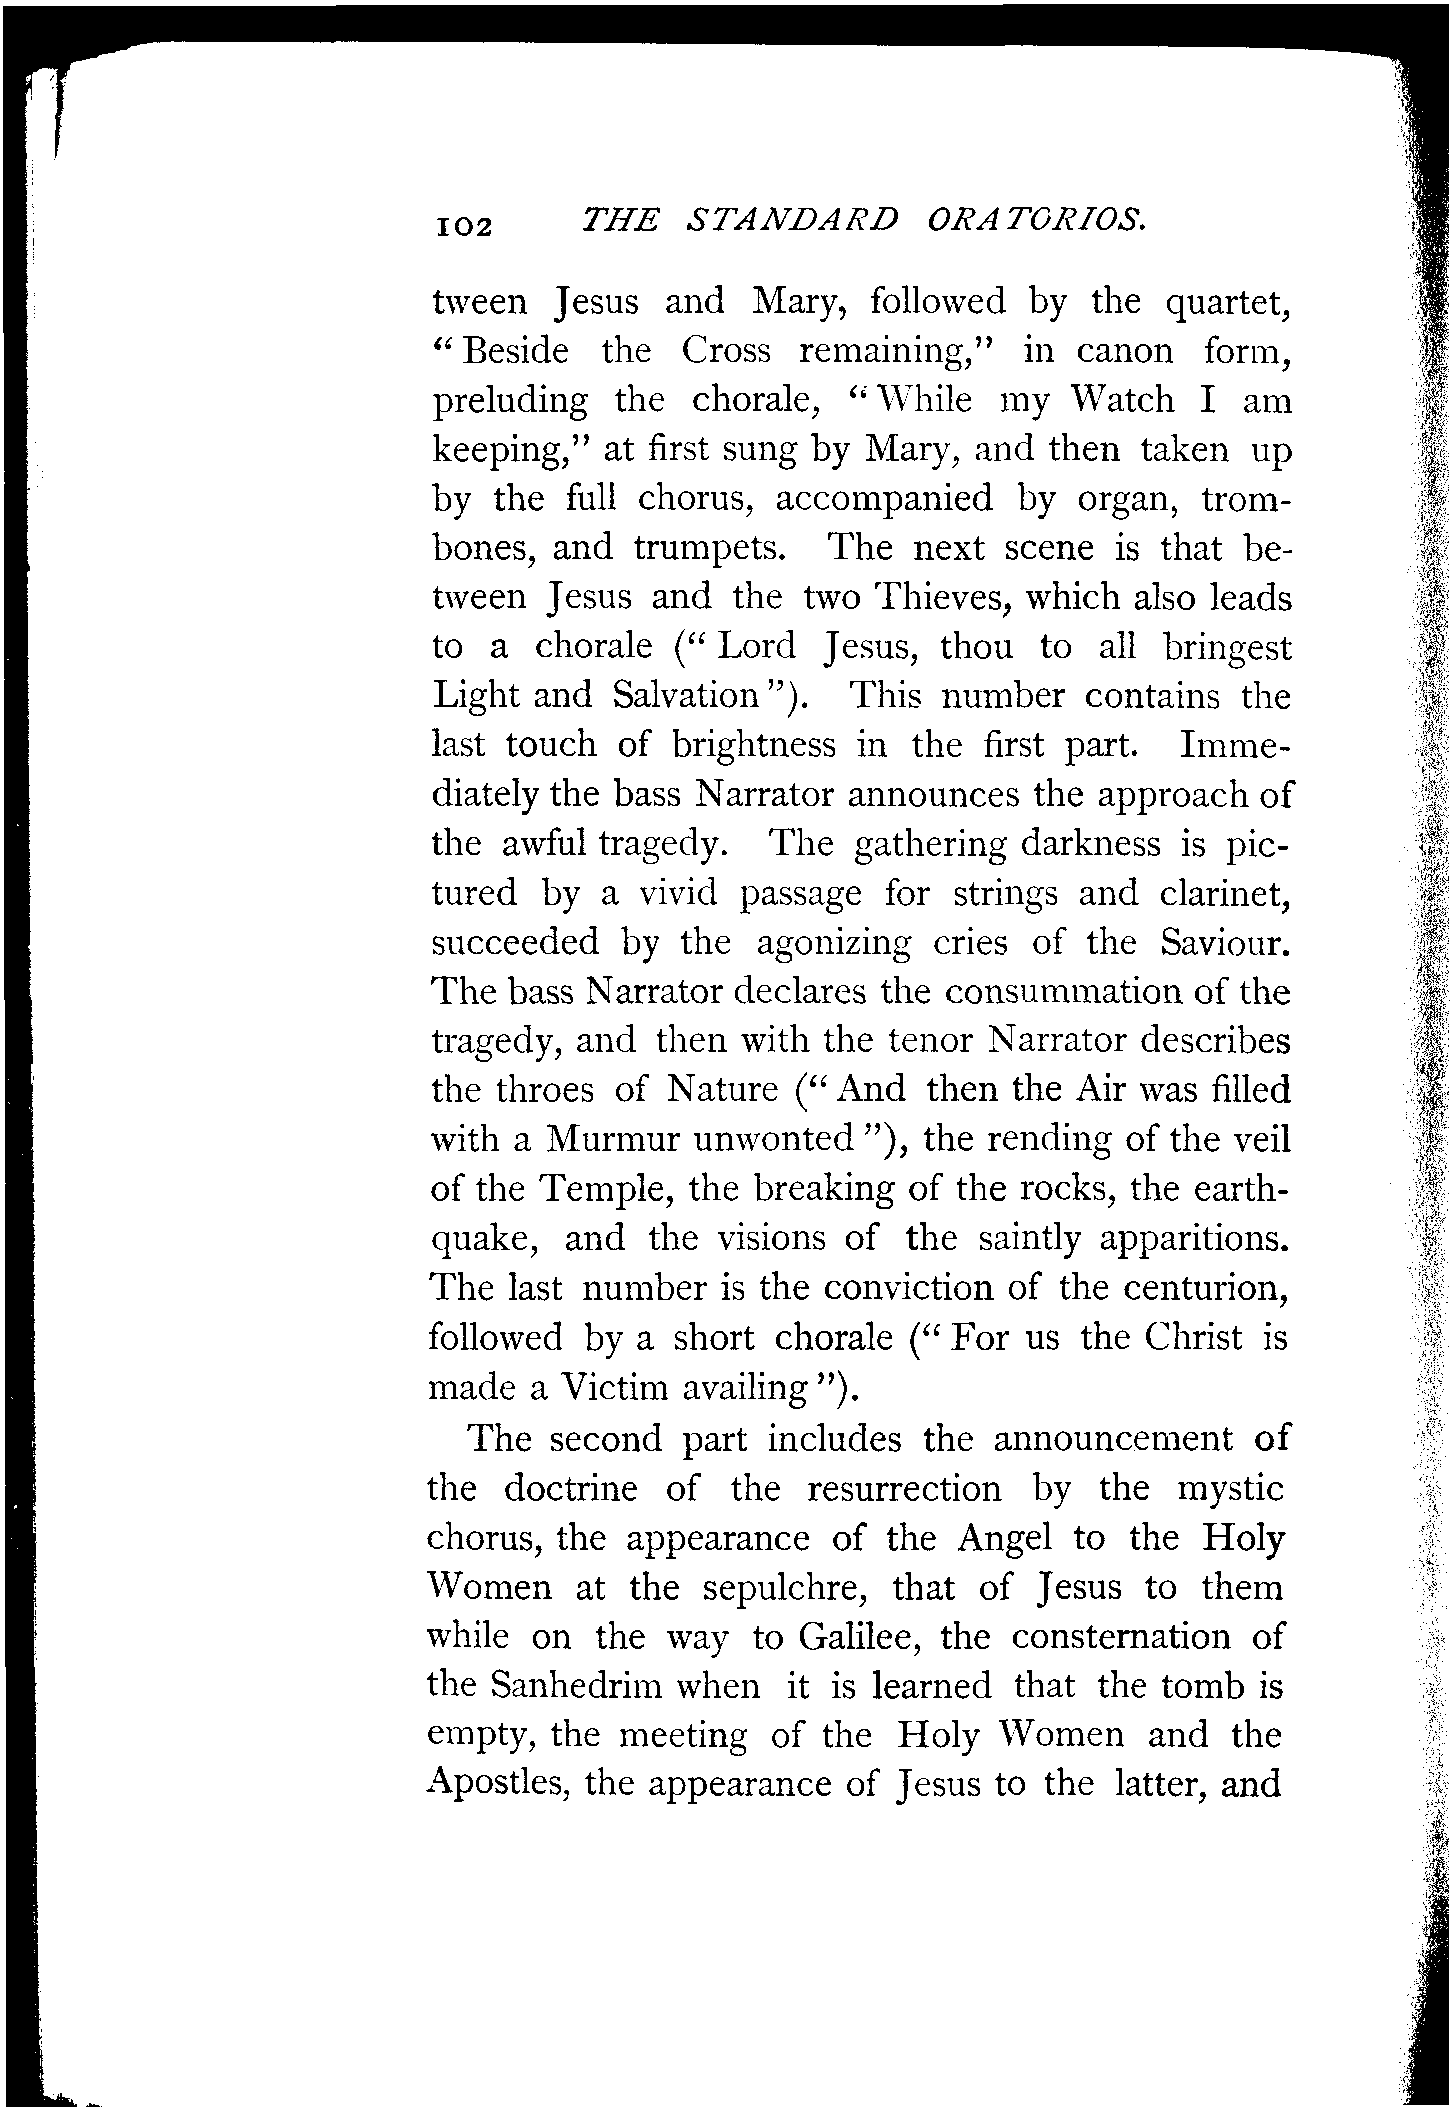 102 THE STANDARD ORATORIOS.
tween Jesus and Mary, followed by the quartet,
“Beside the Cross remaining,” in canon form,
preluding the chorale, “While my Watch I am
keeping,” at first sung by Mary, and then taken up
by the full chorus, accompanied by organ, trom-
bones, and trumpets. The next scene is that be-
tween Jesus and the two Thieves, which also leads
to a chorale (“Lord Jesus, thou to all bringest
Light and Salvation”). This number contains the
last touch of brightness in the first part. Imme-
diately the bass Narrator announces the approach of
the awful tragedy. The gathering darkness is pic-
tured by a vivid passage for strings and clarinet,
succeeded by the agonizing cries of the Saviour.
The bass Narrator declares the consummation of the
tragedy, and then with the tenor Narrator describes
the throes of Nature (“And then the Air was filled
with a Murmur unwonted”), the rending of the veil
of the Temple, the breaking of the rocks, the earth-
quake, and the visions of the saintly apparitions.
The last number is the conviction of the centurion,
followed by a short chorale (“For us the Christ is
made a Victim availing”).
The second part includes the announcement of
the doctrine of the resurrection by the mystic
chorus, the appearance of the Angel to the Holy
Women at the sepulchre, that of Jesus to them
while on the way to Galilee, the consternation of
the Sanhedrim when it is learned that the tomb is
empty, the meeting of the Holy Women and the
Apostles, the appearance of Jesus to the latter, and